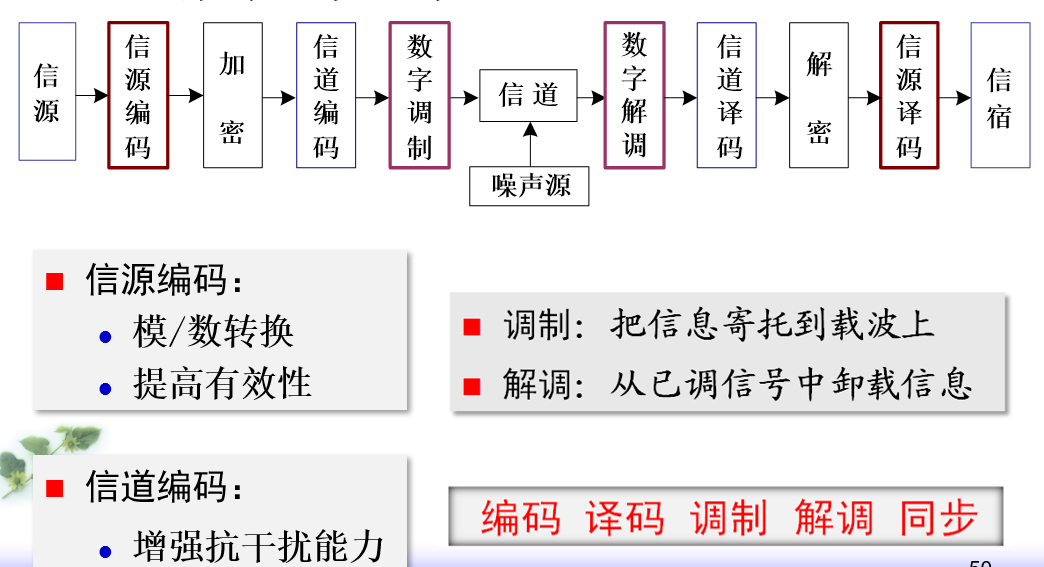 信源
信源编码
加密
信道编码
数字调制
信道
噪声源
数字解调
信道译码
解密
信源译码
信宿
信源编码：
模/数转换
提高有效性
信道编码：
增强抗干扰能力
调制：把信息寄托到载波上
解调：从已调信号中卸载信息
编码 译码 调制 解调 同步